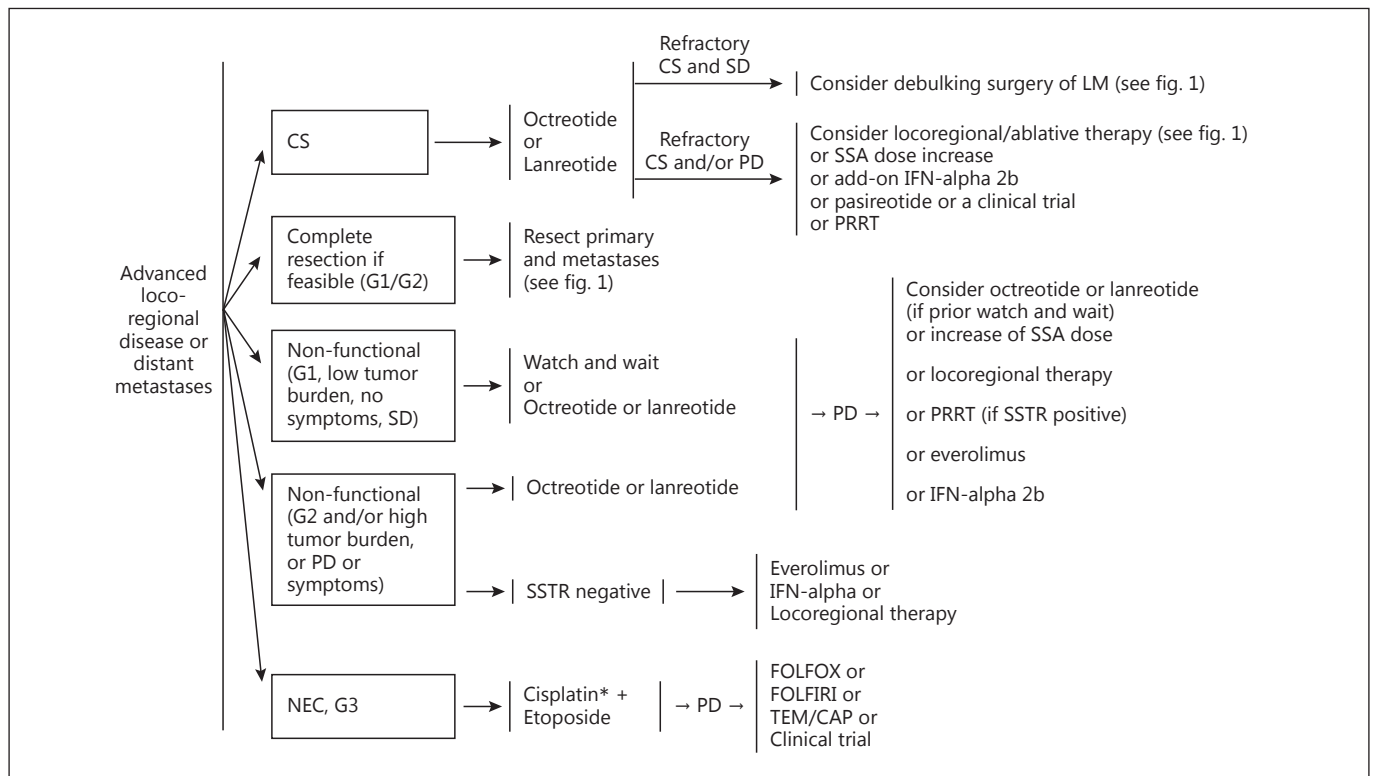 Advanced
loco-
regional
disease or
distant
metastases
CS
Octreotide
or
Lanreotide
Refractory
CS and SD
Consider debulking surgery of LM (see fig. 1)
Refractory
CS and/or PD
Consider locoregional/ablative therapy (see fig. 1)
or SSA dose increase
or add-on IFN-alpha 2b
or pasireotide or a clinical trial
or PRRT
Complete
resection if
feasible (G1/G2)
Resect primary
and metastases
(see fig. 1)
Non-functional
(G1, low tumor
burden, no
symptoms, SD)
Watch and wait
or
Octreotide or lanreotide
Non-functional
(G2 and/or high
tumor burden,
or PD or
symptoms)
Octreotide or lanreotide
→ PD →
Consider octreotide or lanreotide
(if prior watch and wait)
or increase of SSA dose
or locoregional therapy
or PRRT (if SSTR positive)
or everolimus
or IFN-alpha 2b
SSTR negative
Everolimus or
IFN-alpha or
Locoregional therapy
NEC, G3
Cisplatin* +
Etoposide
→ PD →
FOLFOX or
FOLFIRI or
TEM/CAP or
Clinical trial